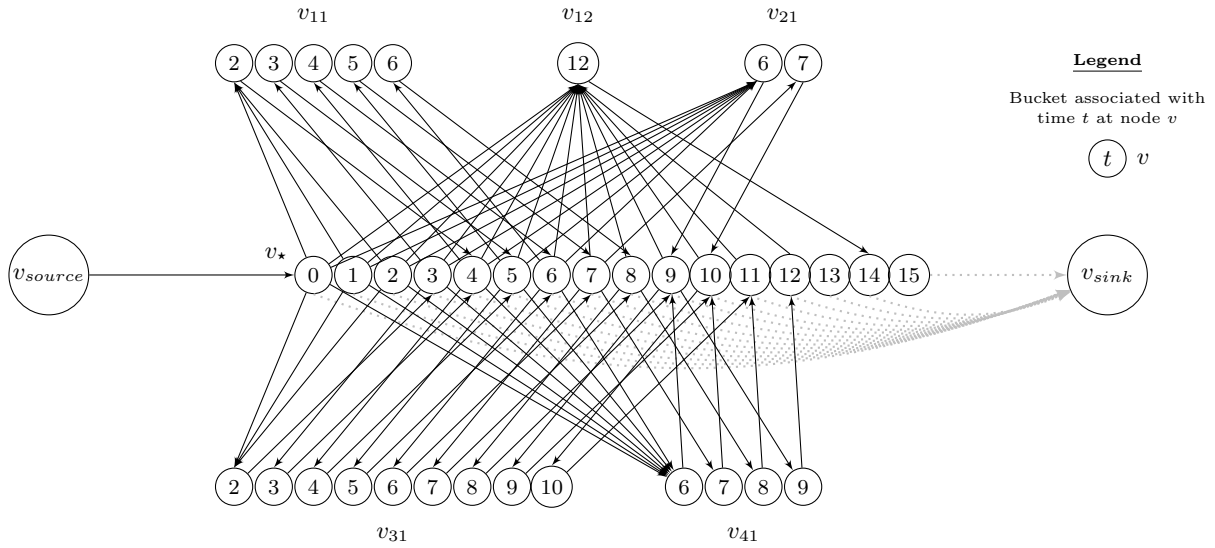 v11 v12 v21
2 3 4 5 6 12 6 7
Legend
Bucket associated with
time t at node v
t v
v⋆
vsource 0 1 2 3 4 5 6 7 8 9 10 11 12 13 14 15 vsink
2 3 4 5 6 7 8 9 10 6 7 8 9
v31 v41